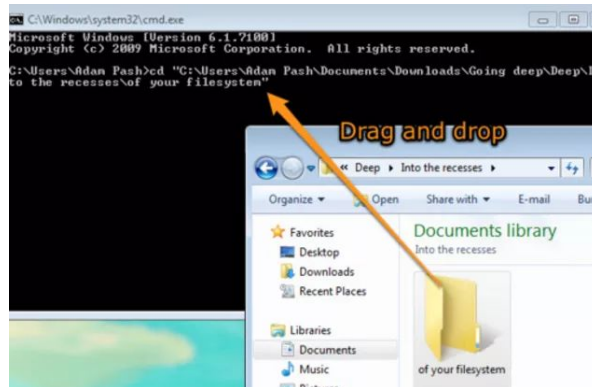 C:\Windows\system32\cmd.exe
Microsoft Windows [Version 6.1.7100]
Copyright (c) 2009 Microsoft Corporation.  All rights reserved.
C:\Users\Adam Pash>cd "C:\Users\Adam Pash\Documents\Downloads\Going deep\Deep\
to the recesses\of your filesystem"
Drag and drop
« Deep ▸ Into the recesses ▸
Organize ▾ Open Share with ▾ E-mail
Favorites
Desktop
Downloads
Recent Places
Libraries
Documents
Music
Documents library
Into the recesses
of your filesystem